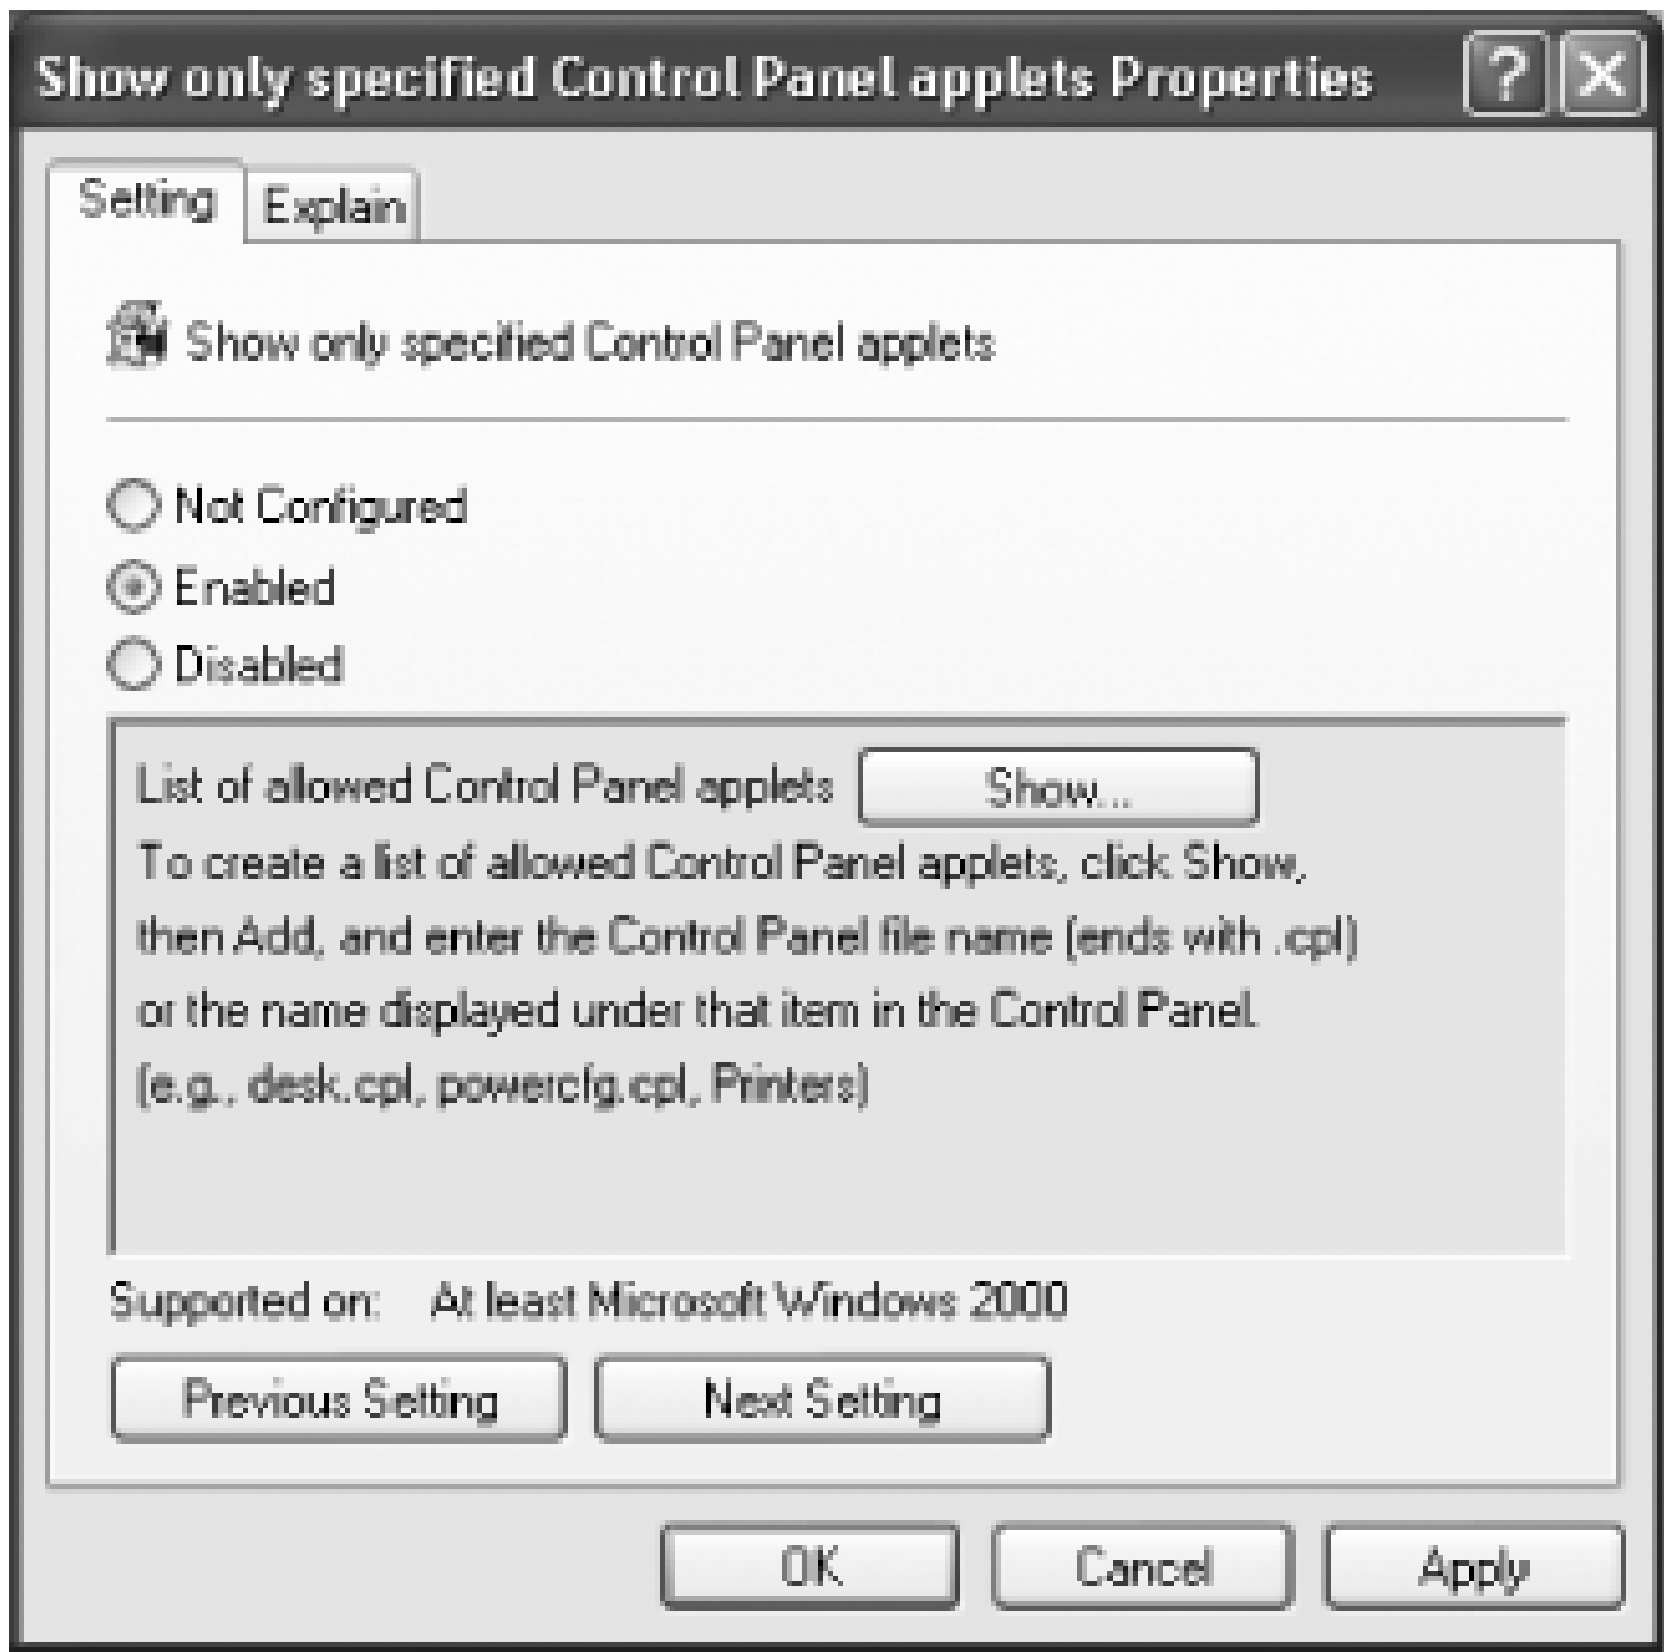 Show only specified Control Panel applets Properties
Setting
Explain
Show only specified Control Panel applets
Not Configured
Enabled
Disabled
List of allowed Control Panel applets
Show...
To create a list of allowed Control Panel applets, click Show,
then Add, and enter the Control Panel file name (ends with .cpl)
or the name displayed under that item in the Control Panel.
(e.g., desk.cpl, powercfg.cpl, Printers)
Supported on: At least Microsoft Windows 2000
Previous Setting
Next Setting
OK
Cancel
Apply